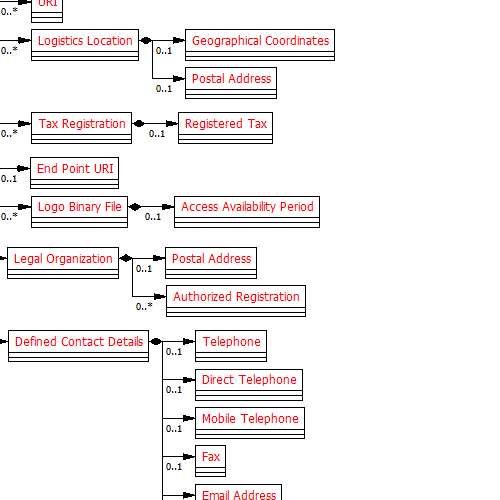 URI
0..*
Logistics Location
Geographical Coordinates
0..*
0..1
Postal Address
0..1
Tax Registration
Registered Tax
0..*
0..1
End Point URI
0..1
Logo Binary File
Access Availability Period
0..*
0..1
Legal Organization
Postal Address
0..1
Authorized Registration
0..*
Defined Contact Details
Telephone
0..1
Direct Telephone
0..1
Mobile Telephone
0..1
Fax
0..1
Email Address